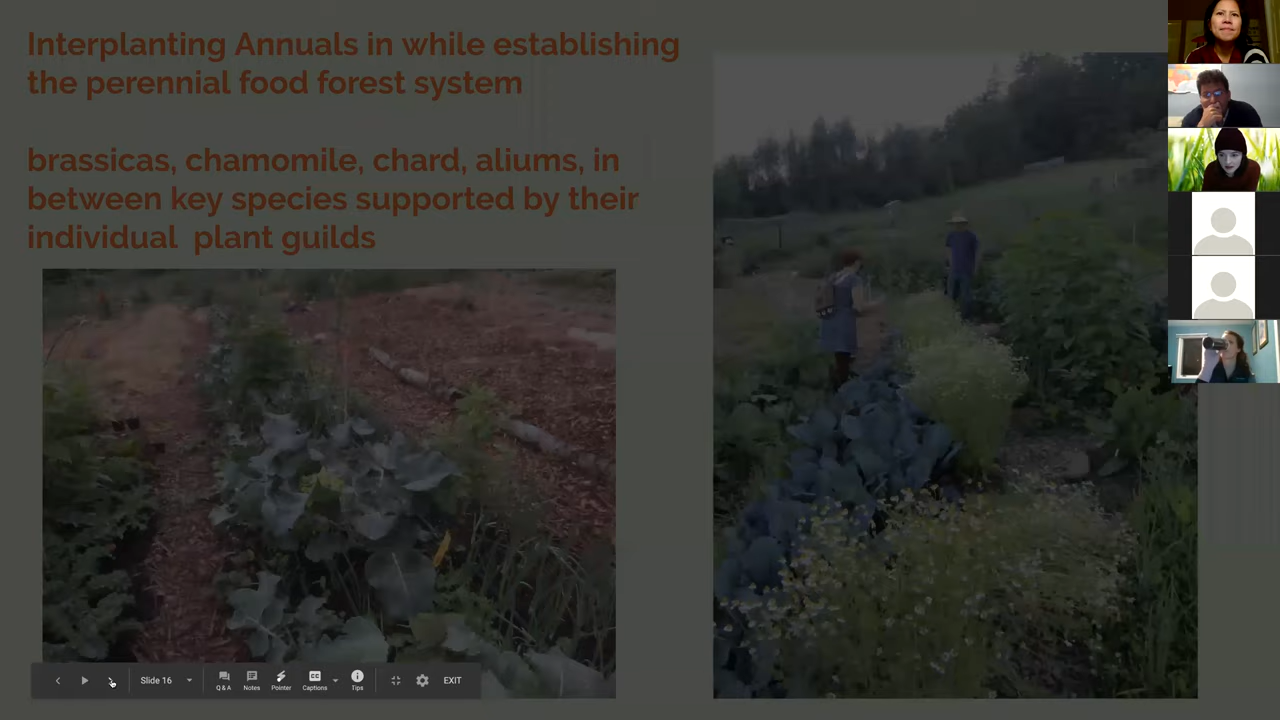 Interplanting Annuals in while establishing
the perennial food forest system
brassicas, chamomile, chard, aliums, in
between key species supported by their
individual plant guilds
Slide 16
Q & A
Notes
Pointer
CC
Captions
Tips
EXIT